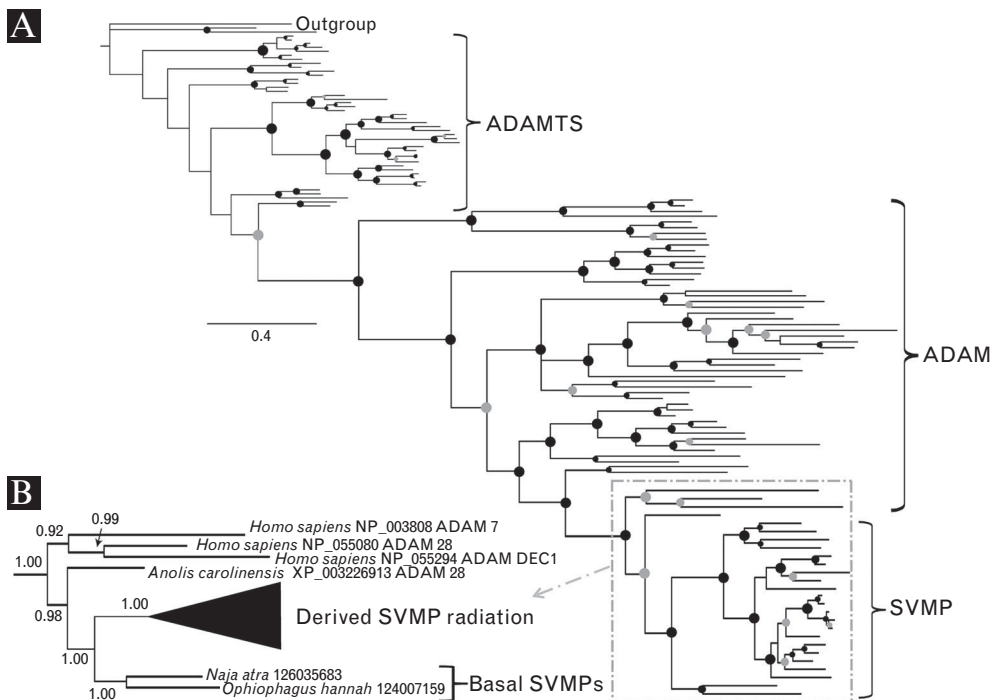 A
Outgroup
ADAMTS
0.4
ADAM
B
0.99
0.92
Homo sapiens NP_003808 ADAM 7
Homo sapiens NP_055080 ADAM 28
Homo sapiens NP_055294 ADAM DEC1
1.00
Anolis carolinensis XP_003226913 ADAM 28
1.00
Derived SVMP radiation
SVMP
0.98
1.00
Naja atra 126035683
Ophiophagus hannah 124007159
Basal SVMPs
1.00